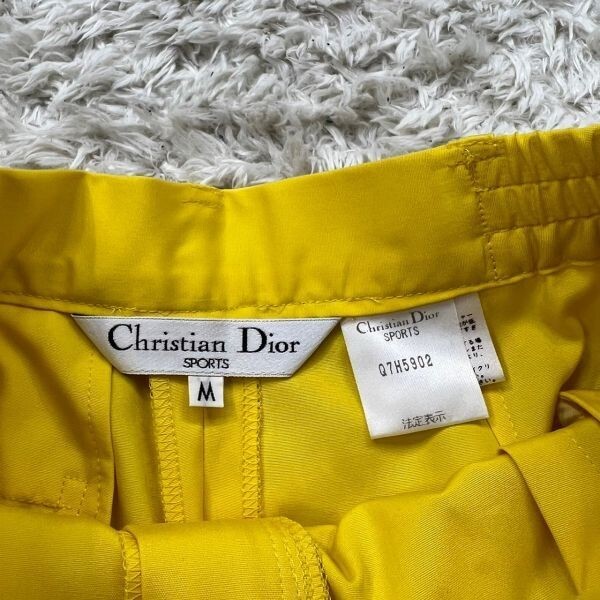 Christian Dior
SPORTS
M
Christian Dior
SPORTS
Q7H5902
法定表示